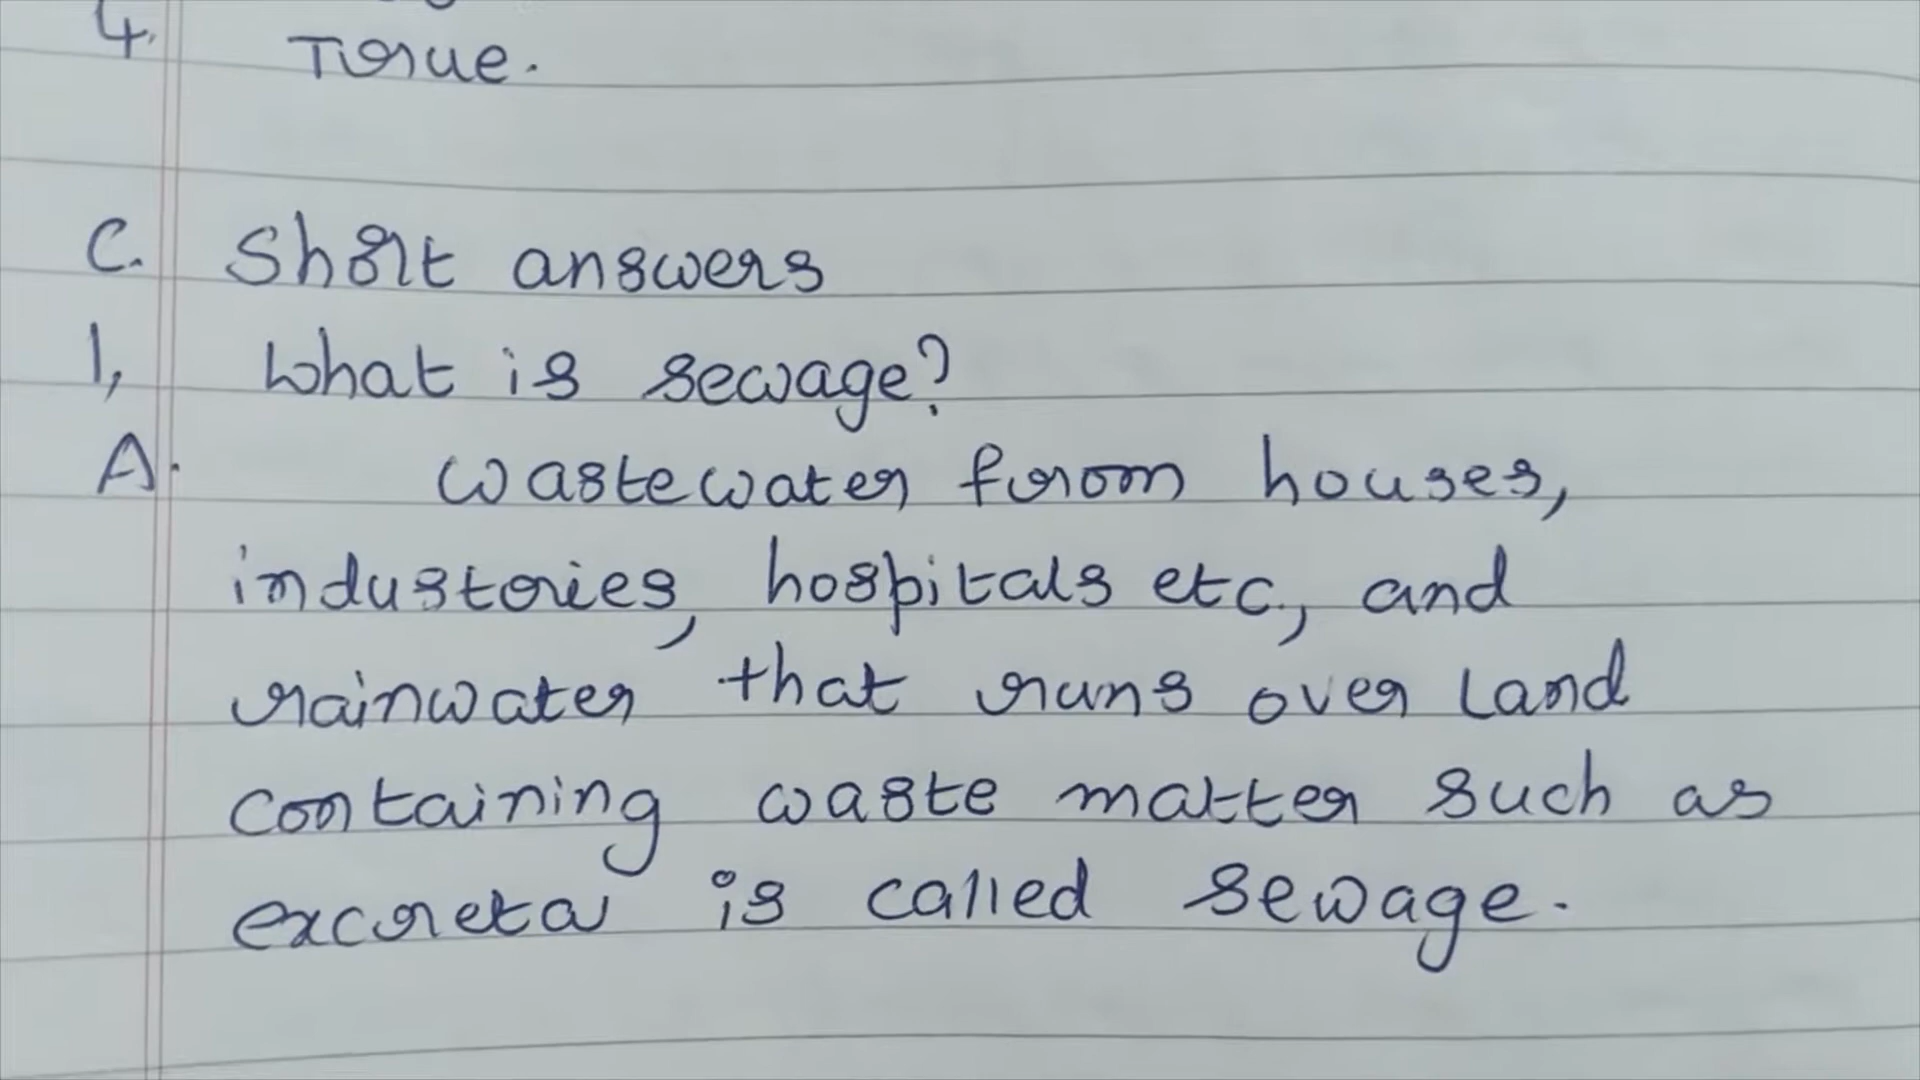 4. True.
C. Short answers
1, What is sewage?
A. Wastewater from houses,
industries, hospitals etc., and
rainwater that runs over land
containing waste matter such as
excreta is called sewage.